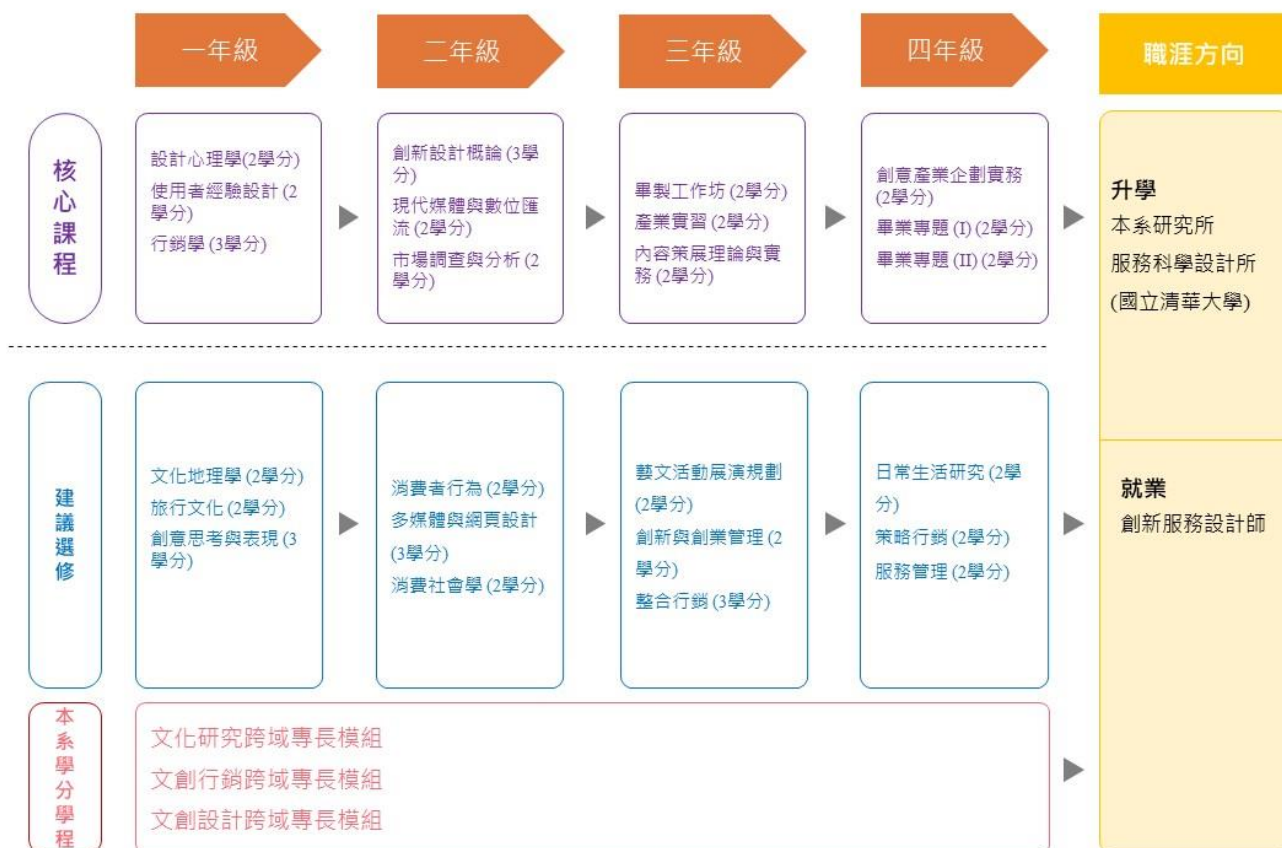 一年級
二年級
三年級
四年級
職涯方向
核
心
課
程
設計心理學(2學分)
使用者經驗設計 (2
學分)
行銷學 (3學分)
創新設計概論 (3學
分)
現代媒體與數位匯
流 (2學分)
市場調查與分析 (2
學分)
畢製工作坊 (2學分)
產業實習 (2學分)
內容策展理論與實
務 (2學分)
創意產業企劃實務
(2學分)
畢業專題 (I) (2學分)
畢業專題 (II) (2學分)
升學
本系研究所
服務科學設計所
(國立清華大學)
建
議
選
修
文化地理學 (2學分)
旅行文化 (2學分)
創意思考與表現 (3
學分)
消費者行為 (2學分)
多媒體與網頁設計
(3學分)
消費社會學 (2學分)
藝文活動展演規劃
(2學分)
創新與創業管理 (2
學分)
整合行銷 (3學分)
日常生活研究 (2學
分)
策略行銷 (2學分)
服務管理 (2學分)
就業
創新服務設計師
本
系
學
分
學
程
文化研究跨域專長模組
文創行銷跨域專長模組
文創設計跨域專長模組